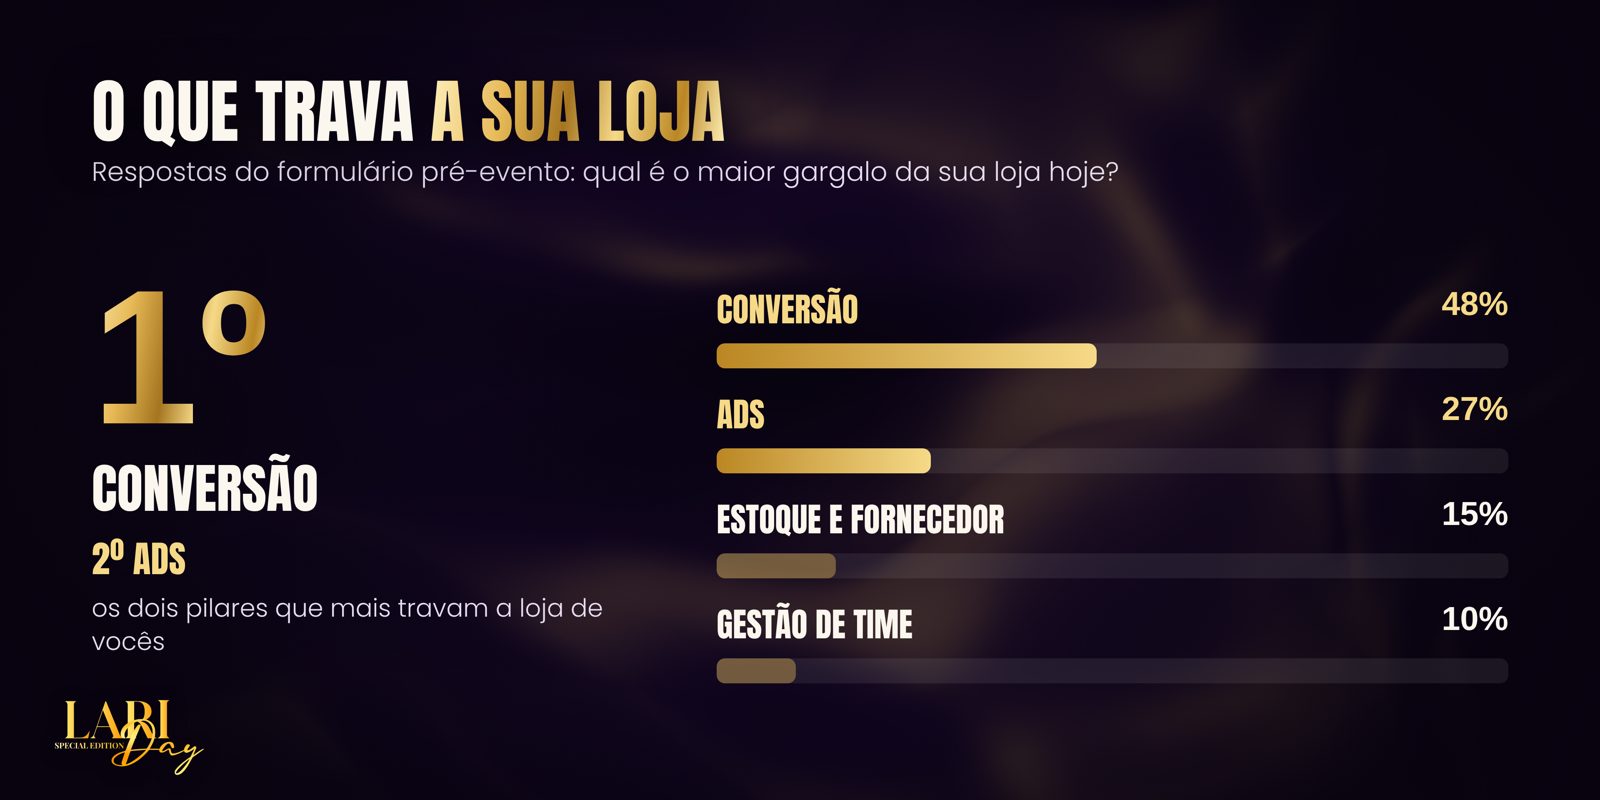 O QUE TRAVA A SUA LOJA
Respostas do formulário pré-evento: qual é o maior gargalo da sua loja hoje?
1º
CONVERSÃO
2º ADS
os dois pilares que mais travam a loja de
vocês
CONVERSÃO 48%
ADS 27%
ESTOQUE E FORNECEDOR 15%
GESTÃO DE TIME 10%
LARI
SPECIAL EDITION Day